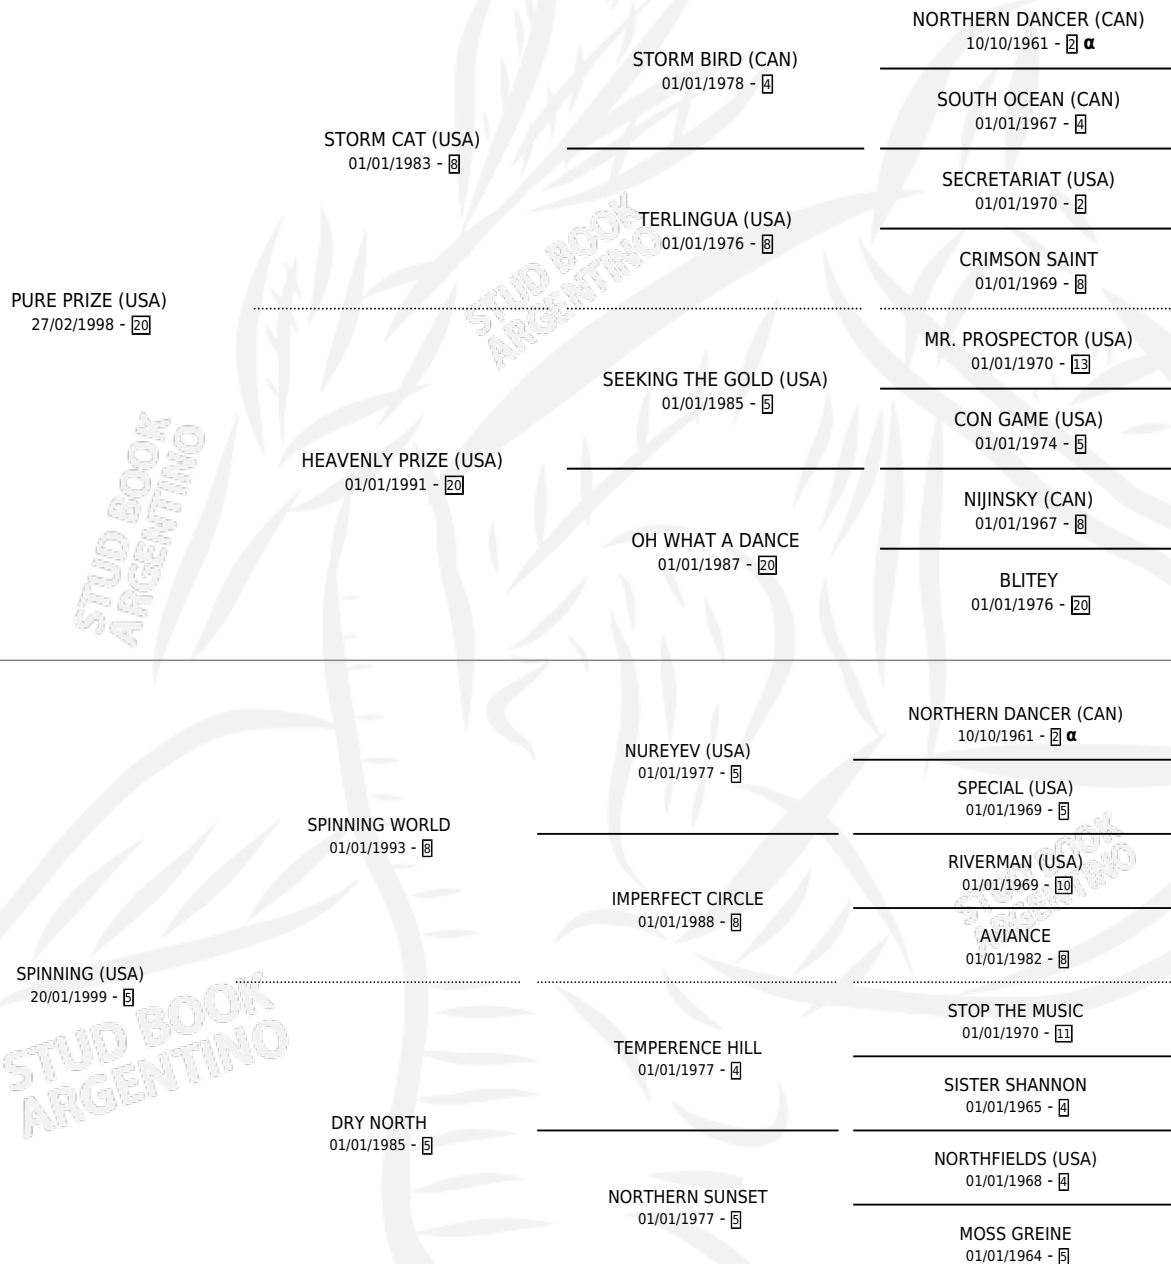 NORTHERN DANCER (CAN)
10/10/1961 - 2 α
STORM BIRD (CAN)
01/01/1978 - 4
SOUTH OCEAN (CAN)
01/01/1967 - 4
STORM CAT (USA)
01/01/1983 - 8
SECRETARIAT (USA)
01/01/1970 - 2
TERLINGUA (USA)
01/01/1976 - 8
CRIMSON SAINT
01/01/1969 - 8
STUD BOOK
ARGENTINO
PURE PRIZE (USA)
27/02/1998 - 20
MR. PROSPECTOR (USA)
01/01/1970 - 13
SEEKING THE GOLD (USA)
01/01/1985 - 5
CON GAME (USA)
01/01/1974 - 5
HEAVENLY PRIZE (USA)
01/01/1991 - 20
NIJINSKY (CAN)
01/01/1967 - 8
OH WHAT A DANCE
01/01/1987 - 20
BLITEY
01/01/1976 - 20
STUD BOOK
ARGENTINO
NORTHERN DANCER (CAN)
10/10/1961 - 2 α
NUREYEV (USA)
01/01/1977 - 5
SPECIAL (USA)
01/01/1969 - 5
SPINNING WORLD
01/01/1993 - 8
RIVERMAN (USA)
01/01/1969 - 10
IMPERFECT CIRCLE
01/01/1988 - 8
AVIANCE
01/01/1982 - 8
STUD BOOK
ARGENTINO
SPINNING (USA)
20/01/1999 - 5
STOP THE MUSIC
01/01/1970 - 11
TEMPERENCE HILL
01/01/1977 - 4
SISTER SHANNON
01/01/1965 - 4
DRY NORTH
01/01/1985 - 5
NORTHFIELDS (USA)
01/01/1968 - 4
NORTHERN SUNSET
01/01/1977 - 5
MOSS GREINE
01/01/1964 - 5
STUD BOOK
ARGENTINO